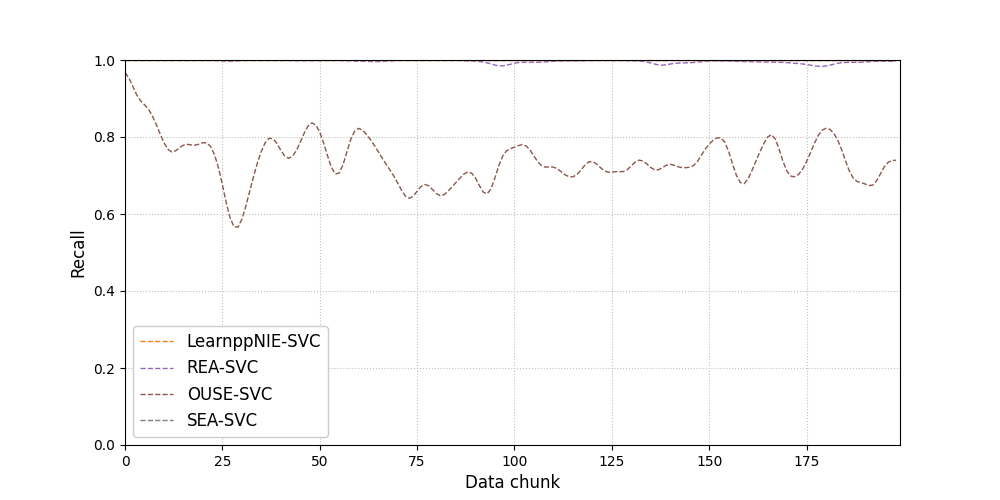 1.0
0.8
0.6
0.4
0.2
0.0
Recall
LearnppNIE-SVC
REA-SVC
OUSE-SVC
SEA-SVC
0 25 50 75 100 125 150 175
Data chunk